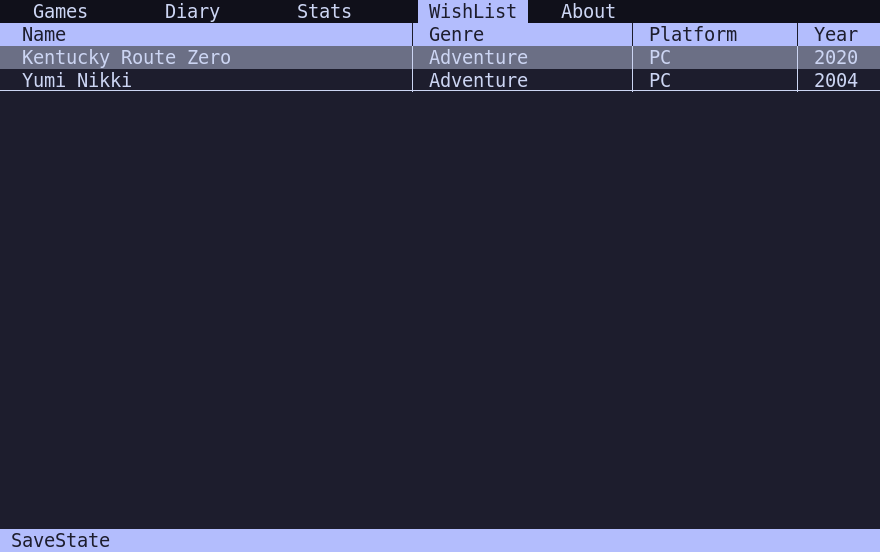 Games Diary Stats WishList About
Name Genre Platform Year
Kentucky Route Zero Adventure PC 2020
Yumi Nikki Adventure PC 2004
SaveState